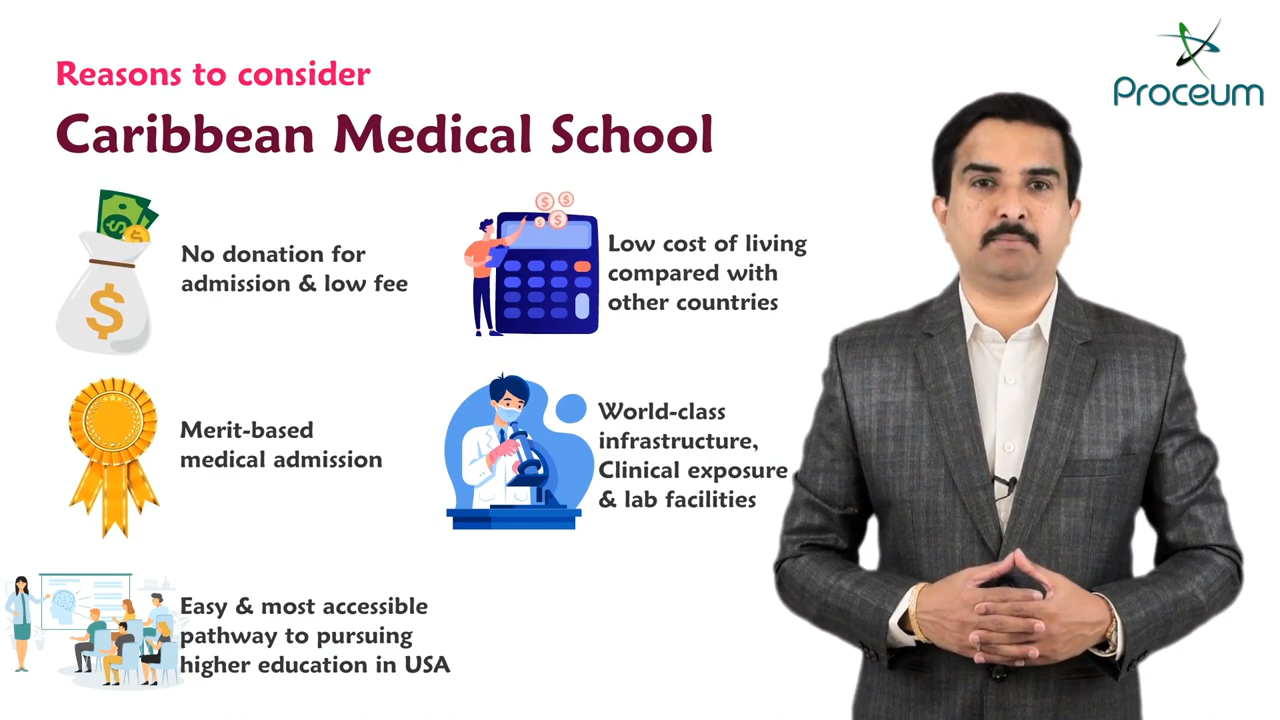 Reasons to consider
Caribbean Medical School
Proceum
No donation for
admission & low fee
Low cost of living
compared with
other countries
Merit-based
medical admission
World-class
infrastructure,
Clinical exposure
& lab facilities
Easy & most accessible
pathway to pursuing
higher education in USA